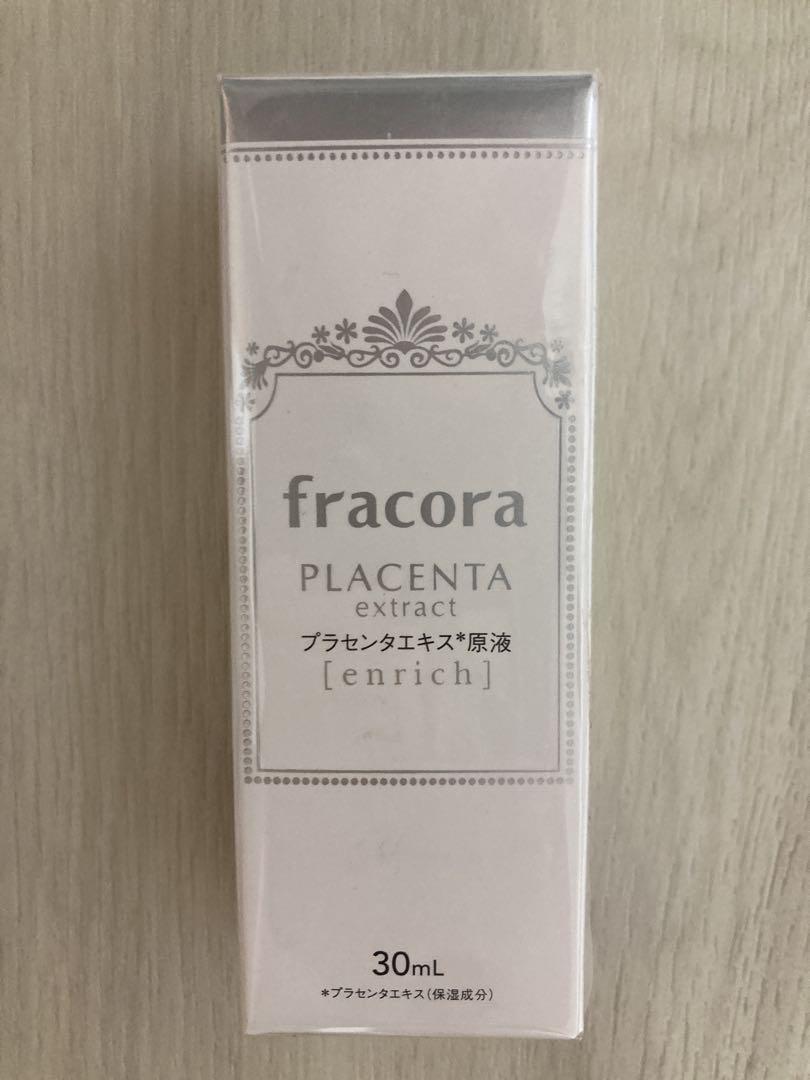 fracora
PLACENTA
extract
プラセンタエキス*原液
[enrich]
30mL
*プラセンタエキス(保湿成分)